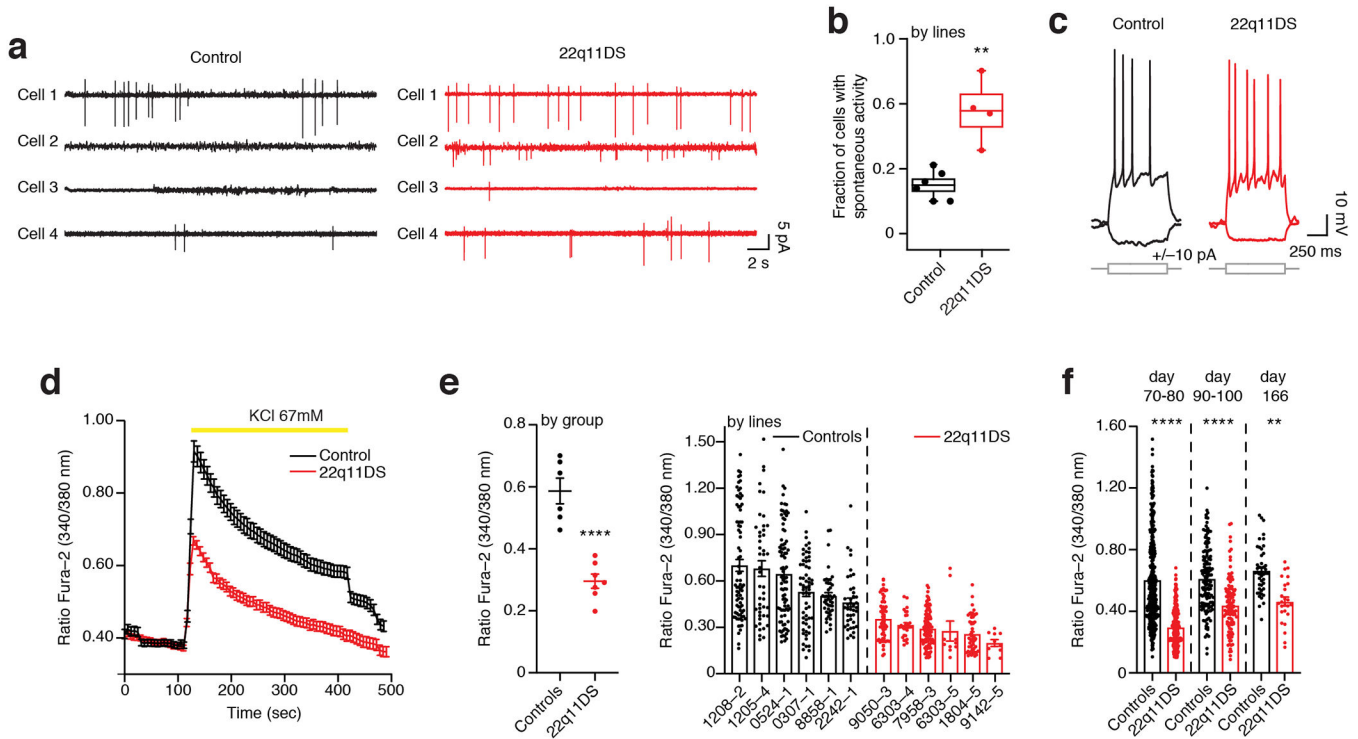 a
Control
22q11DS
Cell 1
Cell 2
Cell 3
Cell 4
Cell 1
Cell 2
Cell 3
Cell 4
5 pA
2 s
b
by lines
**
Fraction of cells with
spontaneous activity
1.0
0.6
0.2
0
Control
22q11DS
c
Control
22q11DS
10 mV
250 ms
+/–10 pA
d
KCl 67mM
Control
22q11DS
Ratio Fura–2 (340/380 nm)
1.00
0.80
0.60
0.40
0
100
200
300
400
500
Time (sec)
e
by group
****
Ratio Fura–2 (340/380 nm)
0.8
0.6
0.4
0.2
0
Controls
22q11DS
by lines
Controls
22q11DS
Ratio Fura–2 (340/380 nm)
1.50
1.20
0.90
0.60
0.30
0
1208–2
1205–4
0524–1
0307–1
8858–1
2242–1
9050–3
6303–4
7958–3
6303–5
1804–5
9142–5
f
day
70-80
day
90-100
day
166
****
****
**
Ratio Fura–2 (340/380 nm)
1.60
1.20
0.80
0.40
0
Controls
22q11DS
Controls
22q11DS
Controls
22q11DS